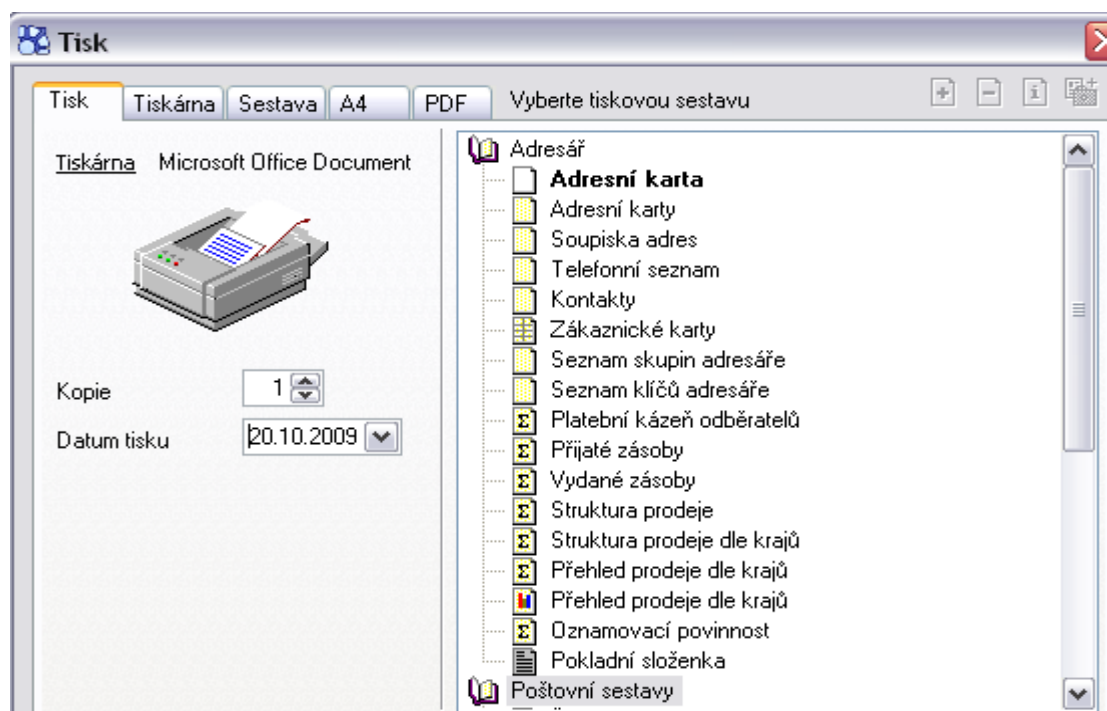 Tisk
Tisk Tiskárna Sestava A4 PDF Vyberte tiskovou sestavu
Tiskárna Microsoft Office Document
Kopie 1
Datum tisku 20.10.2009
Adresář
Adresní karta
Adresní karty
Soupiska adres
Telefonní seznam
Kontakty
Zákaznické karty
Seznam skupin adresáře
Seznam klíčů adresáře
Platební kázeň odběratelů
Přijaté zásoby
Vydané zásoby
Struktura prodeje
Struktura prodeje dle krajů
Přehled prodeje dle krajů
Přehled prodeje dle krajů
Oznamovací povinnost
Pokladní složenka
Poštovní sestavy